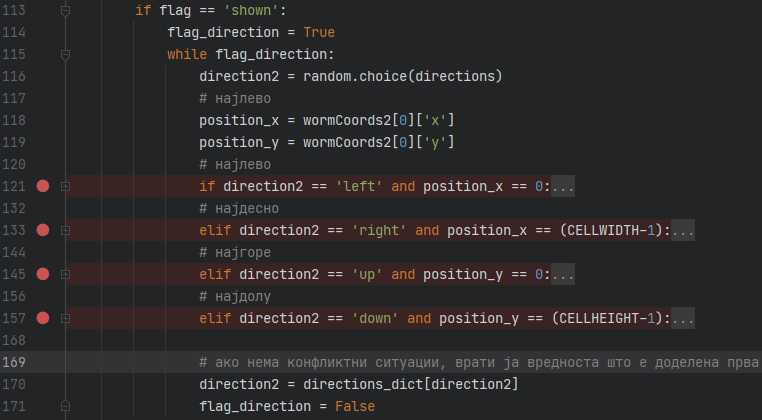 113 if flag == 'shown':
114 flag_direction = True
115 while flag_direction:
116 direction2 = random.choice(directions)
117 # најлево
118 position_x = wormCoords2[0]['x']
119 position_y = wormCoords2[0]['y']
120 # најлево
121 if direction2 == 'left' and position_x == 0:...
132 # најдесно
133 elif direction2 == 'right' and position_x == (CELLWIDTH-1):...
144 # најгоре
145 elif direction2 == 'up' and position_y == 0:...
156 # најдолу
157 elif direction2 == 'down' and position_y == (CELLHEIGHT-1):...
168
169 # ако нема конфликтни ситуации, врати ја вредноста што е доделена прва
170 direction2 = directions_dict[direction2]
171 flag_direction = False